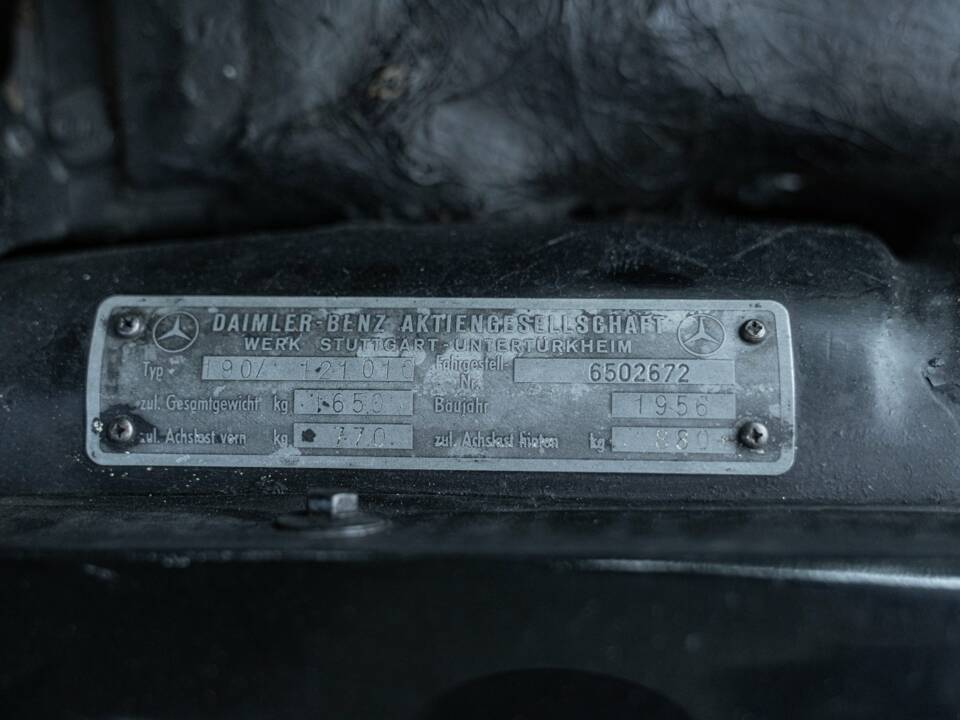 DAIMLER-BENZ AKTIENGESELLSCHAFT
WERK STUTTGART-UNTERTÜRKHEIM
Typ 190/ 121010 Fahrgestell-Nr. 6502672
zul. Gesamtgewicht kg 1650 Baujahr 1956
zul. Achslast vorn kg 770 zul. Achslast hinten kg 880